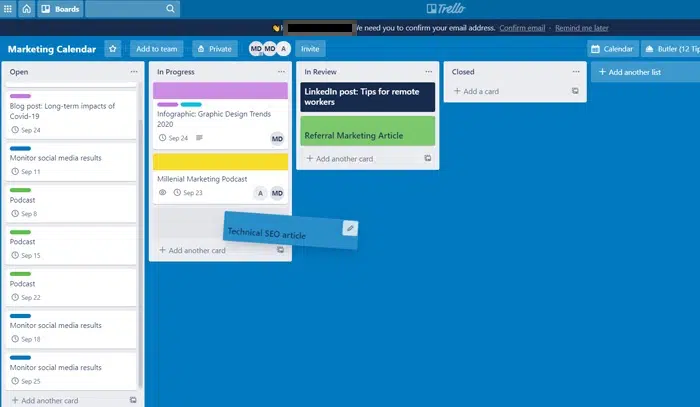 Boards
Trello
We need you to confirm your email address. Confirm email - Remind me later
Marketing Calendar
Add to team
Private
MD MD A
Invite
Calendar
Butler (12 Tip
Open
Blog post: Long-term impacts of
Covid-19
Sep 24
Monitor social media results
Sep 11
Podcast
Sep 8
Podcast
Sep 15
Podcast
Sep 22
Monitor social media results
Sep 18
Monitor social media results
Sep 25
+ Add another card
In Progress
Infographic: Graphic Design Trends
2020
Sep 24
MD
Millenial Marketing Podcast
Sep 23
A MD
Technical SEO article
+ Add another card
In Review
LinkedIn post: Tips for remote
workers
Referral Marketing Article
+ Add another card
Closed
+ Add a card
+ Add another list